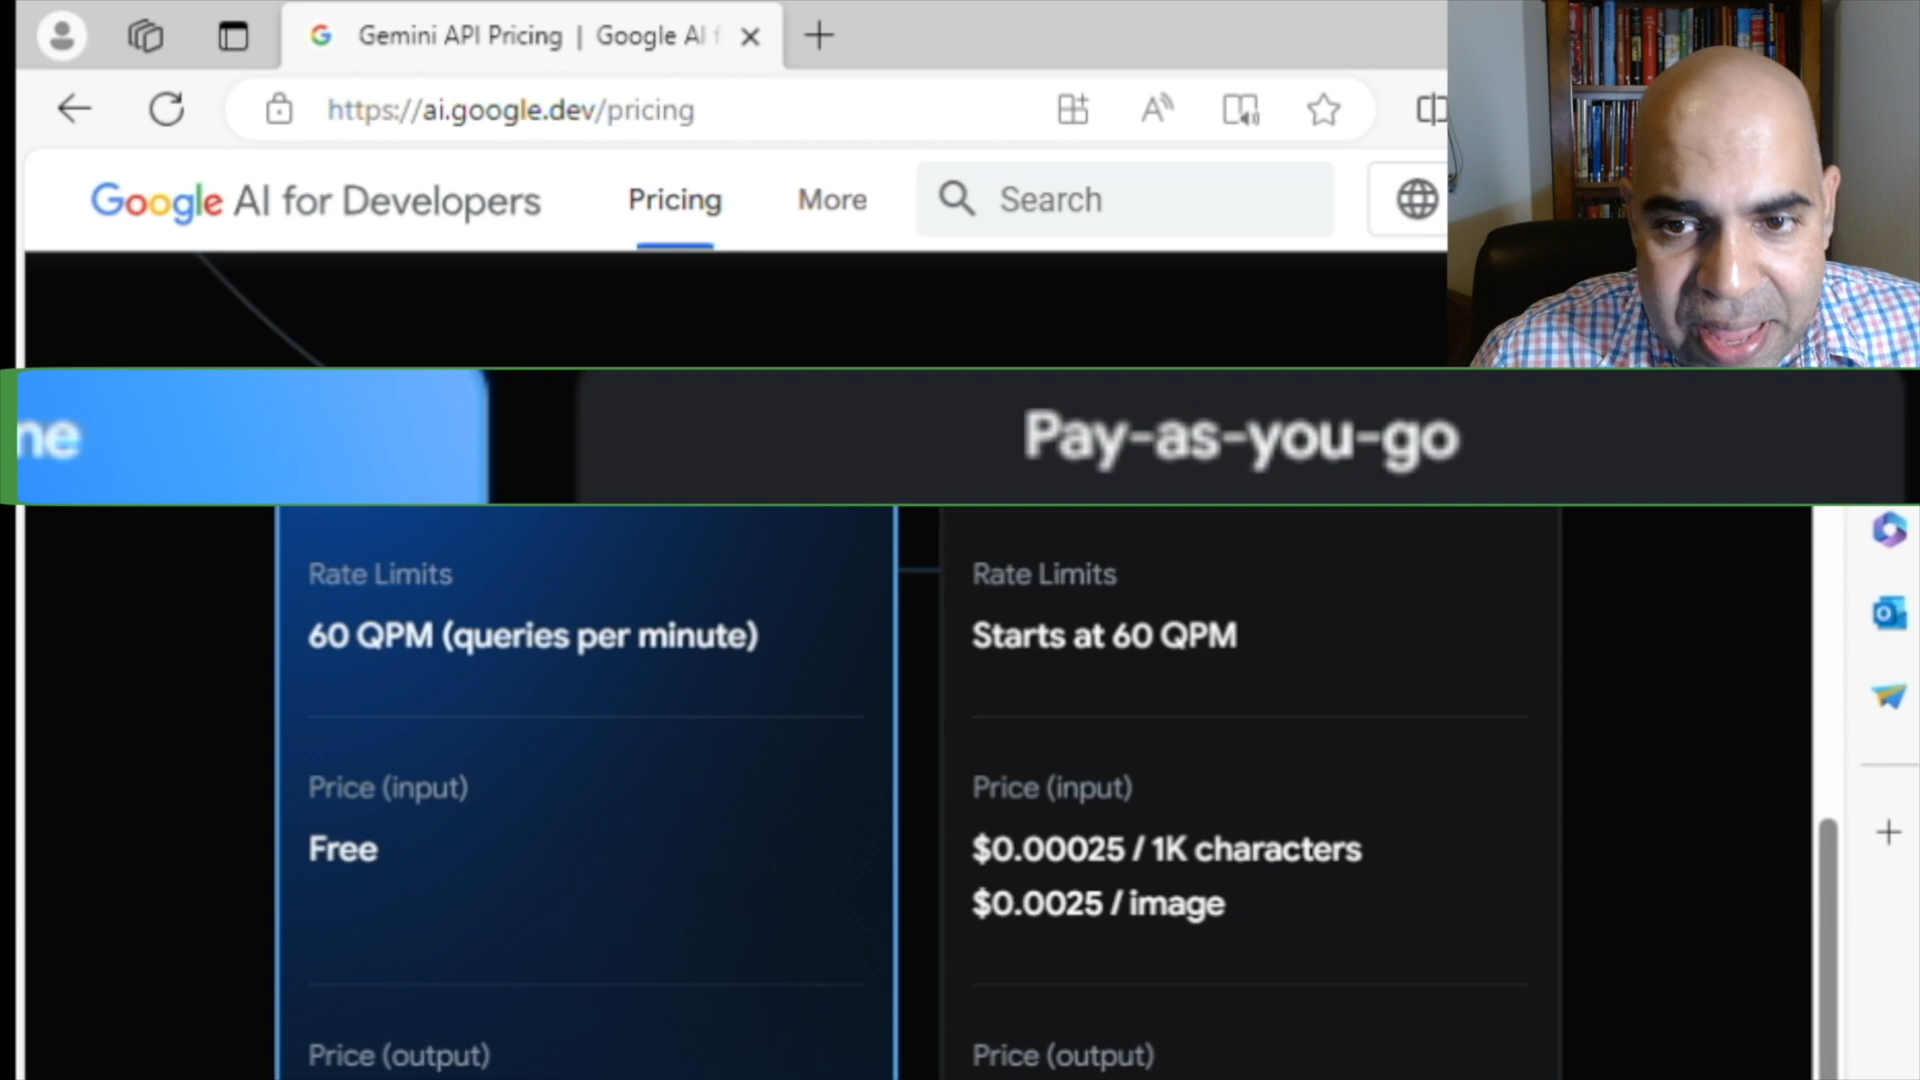 Gemini API Pricing | Google AI f
https://ai.google.dev/pricing
Google AI for Developers
Pricing
More
Search
ne
Pay-as-you-go
Rate Limits
60 QPM (queries per minute)
Rate Limits
Starts at 60 QPM
Price (input)
Free
Price (input)
$0.00025 / 1K characters
$0.0025 / image
Price (output)
Price (output)